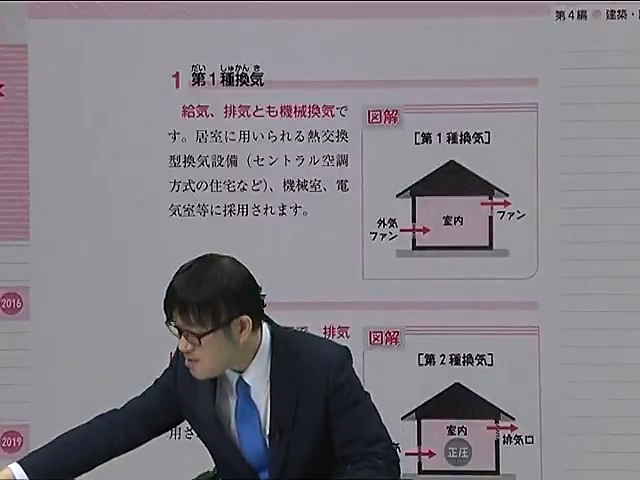 第4編 ● 建築・
1 第1種換気
だい しゅかん き
給気、排気とも機械換気で
す。居室に用いられる熱交換
型換気設備（セントラル空調
方式の住宅など）、機械室、電
気室等に採用されます。
図解
［第1種換気］
室内
ファン
外気
ファン
2016
排気
図解
［第2種換気］
室内
正圧
排気口
2019
用さ